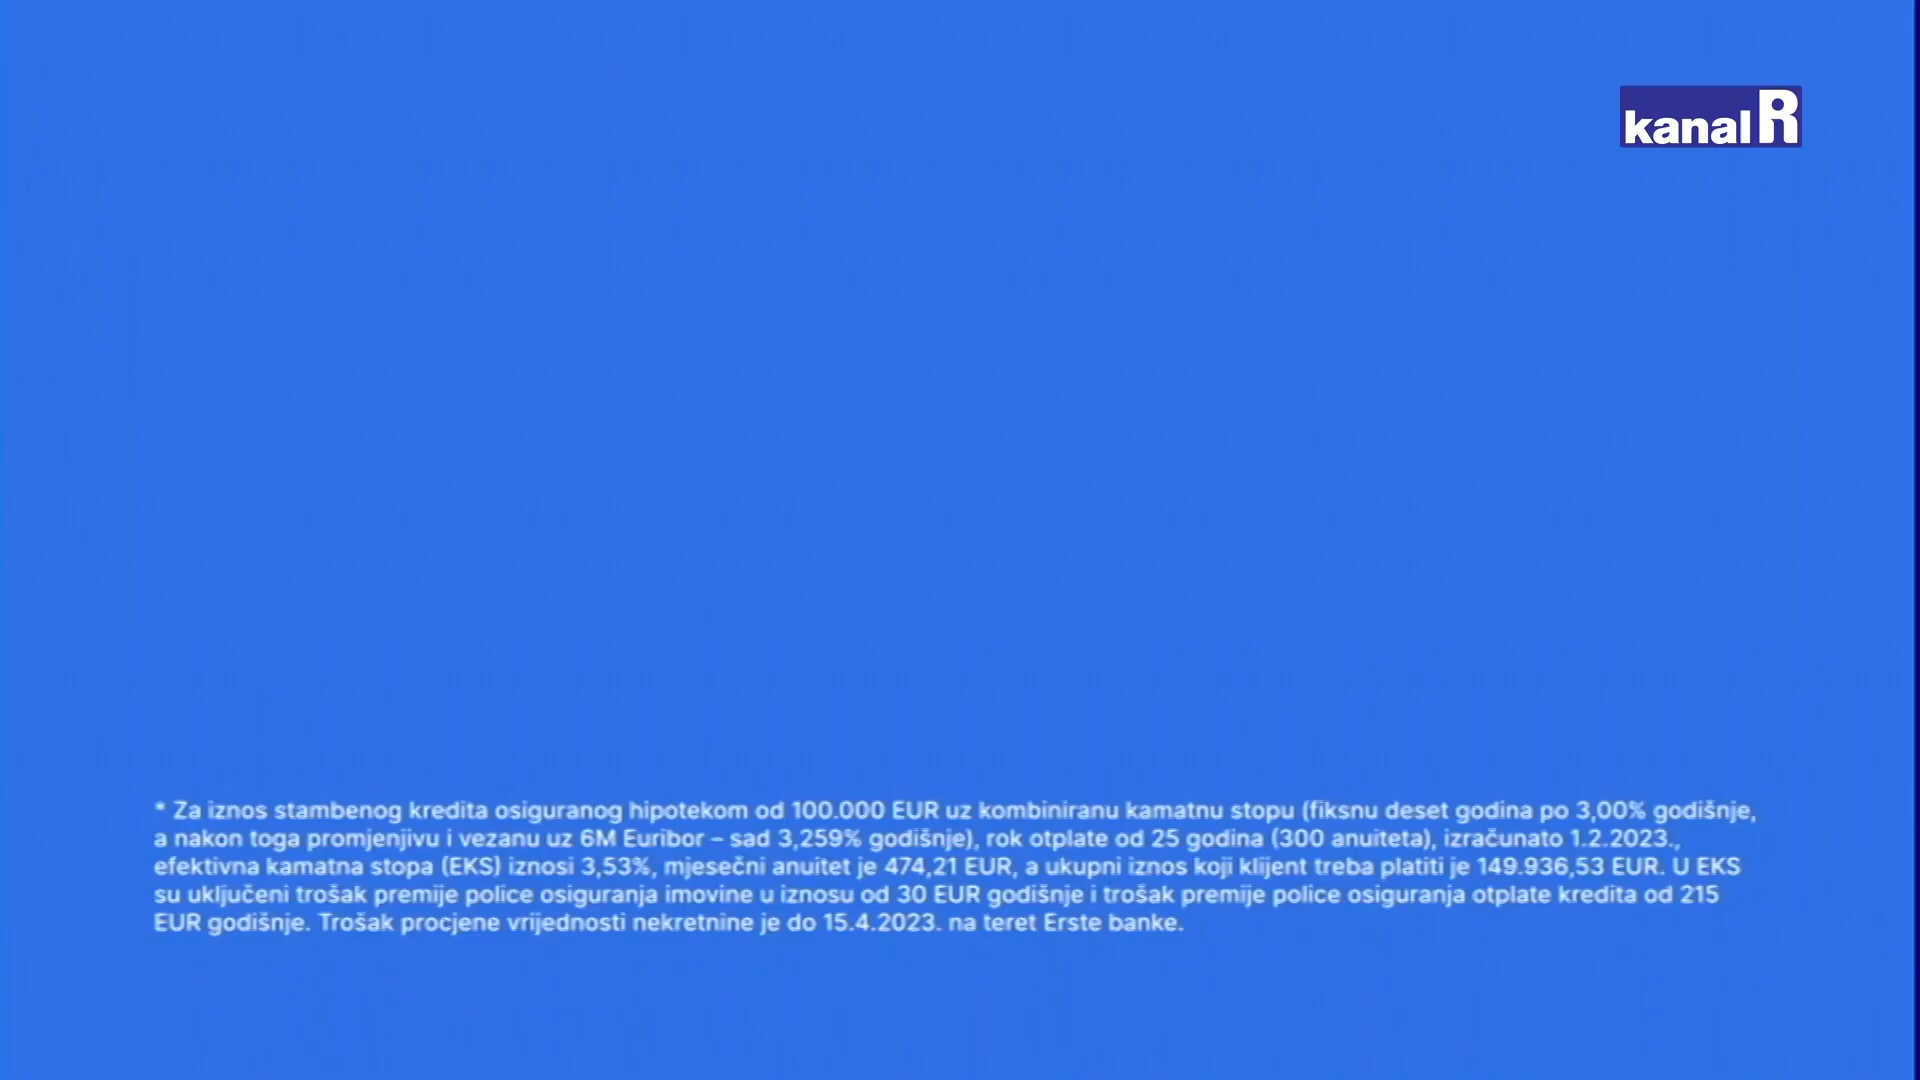 kanal R
* Za iznos stambenog kredita osiguranog hipotekom od 100.000 EUR uz kombiniranu kamatnu stopu (fiksnu deset godina po 3,00% godišnje,
a nakon toga promjenjivu i vezanu uz 6M Euribor – sad 3,259% godišnje), rok otplate od 25 godina (300 anuiteta), izračunato 1.2.2023.,
efektivna kamatna stopa (EKS) iznosi 3,53%, mjesečni anuitet je 474,21 EUR, a ukupni iznos koji klijent treba platiti je 149.936,53 EUR. U EKS
su uključeni trošak premije police osiguranja imovine u iznosu od 30 EUR godišnje i trošak premije police osiguranja otplate kredita od 215
EUR godišnje. Trošak procjene vrijednosti nekretnine je do 15.4.2023. na teret Erste banke.